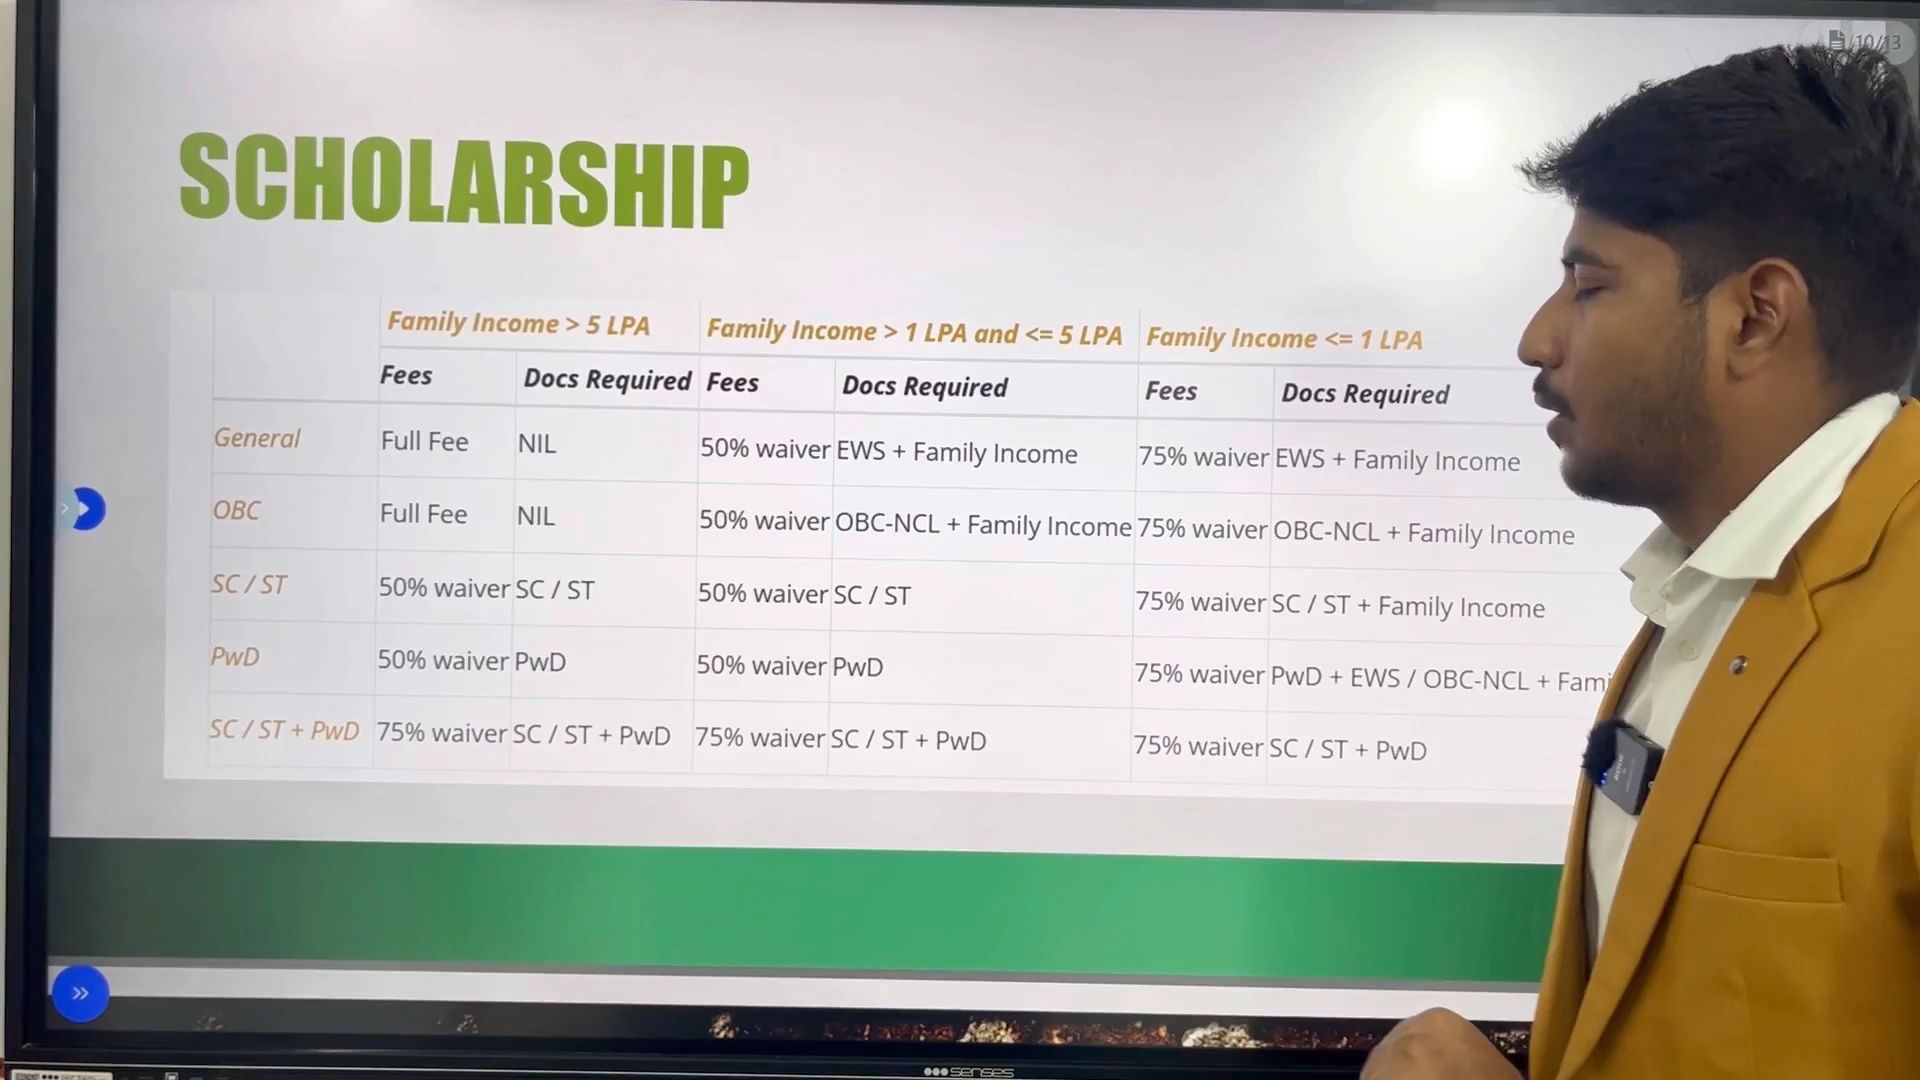 10/13
SCHOLARSHIP
Family Income > 5 LPA Family Income > 1 LPA and <= 5 LPA Family Income <= 1 LPA
Fees Docs Required Fees Docs Required Fees Docs Required
General Full Fee NIL 50% waiver EWS + Family Income 75% waiver EWS + Family Income
OBC Full Fee NIL 50% waiver OBC-NCL + Family Income 75% waiver OBC-NCL + Family Income
SC / ST 50% waiver SC / ST 50% waiver SC / ST 75% waiver SC / ST + Family Income
PwD 50% waiver PwD 50% waiver PwD 75% waiver PwD + EWS / OBC-NCL + Fami
SC / ST + PwD 75% waiver SC / ST + PwD 75% waiver SC / ST + PwD 75% waiver SC / ST + PwD
senses